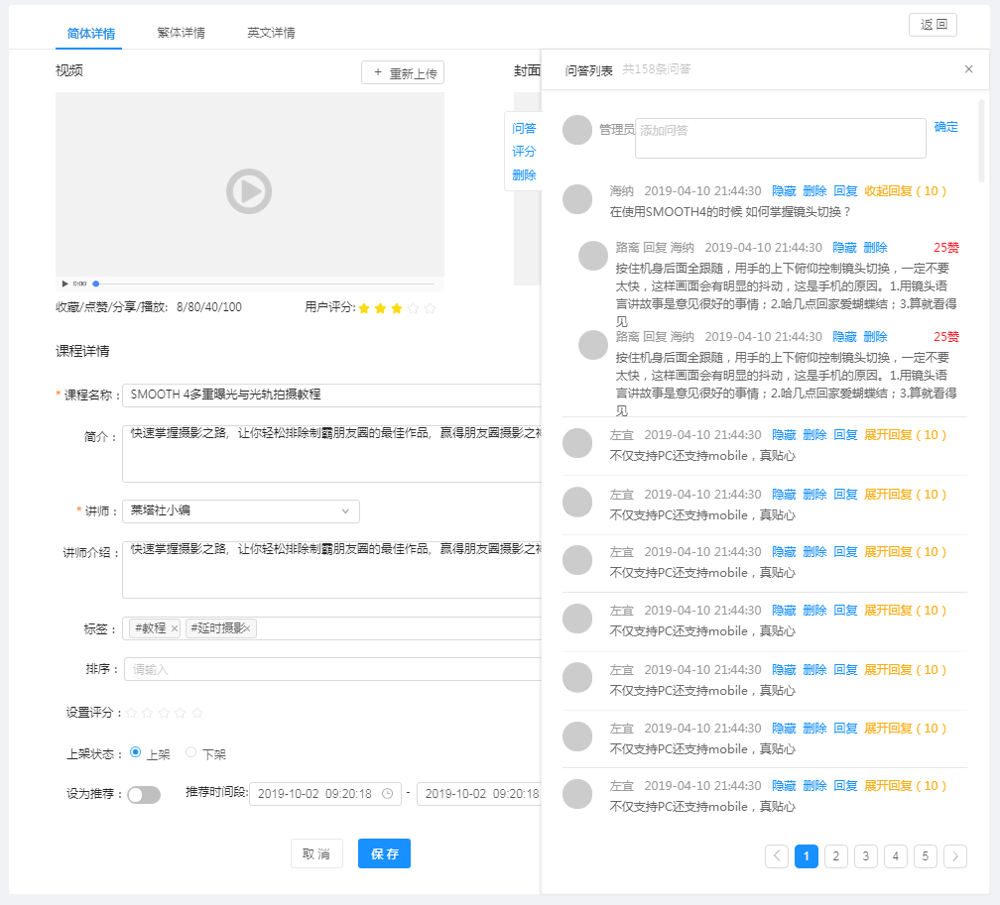 简体详情 繁体详情 英文详情 返 回
视频 + 重新上传 封面
问答
评分
删除
0:00
收藏/点赞/分享/播放: 8/80/40/100 用户评分:
课程详情
* 课程名称： SMOOTH 4多重曝光与光轨拍摄教程
简介： 快速掌握摄影之路，让你轻松排除制霸朋友圈的最佳作品，赢得朋友圈摄影之神
* 讲师： 莱塔社小编
讲师介绍： 快速掌握摄影之路，让你轻松排除制霸朋友圈的最佳作品，赢得朋友圈摄影之神
标签： #教程 × #延时摄影×
排序： 请输入
设置评分：
上架状态： 上架 下架
设为推荐： 推荐时间段: 2019-10-02 09:20:18 - 2019-10-02 09:20:18
取 消 保 存
问答列表 共158条问答 ×
管理员 添加问答 确定
海纳 2019-04-10 21:44:30 隐藏 删除 回复 收起回复（10 ）
在使用SMOOTH4的时候 如何掌握镜头切换？
路离 回复 海纳 2019-04-10 21:44:30 隐藏 删除 25赞
按住机身后面全跟随，用手的上下俯仰控制镜头切换，一定不要
太快，这样画面会有明显的抖动，这是手机的原因。1.用镜头语
言讲故事是意见很好的事情；2.哈几点回家爱蝴蝶结；3.算就看得
见
路离 回复 海纳 2019-04-10 21:44:30 隐藏 删除 25赞
按住机身后面全跟随，用手的上下俯仰控制镜头切换，一定不要
太快，这样画面会有明显的抖动，这是手机的原因。1.用镜头语
言讲故事是意见很好的事情；2.哈几点回家爱蝴蝶结；3.算就看得
见
左宜 2019-04-10 21:44:30 隐藏 删除 回复 展开回复（10 ）
不仅支持PC还支持mobile，真贴心
左宜 2019-04-10 21:44:30 隐藏 删除 回复 展开回复（10 ）
不仅支持PC还支持mobile，真贴心
左宜 2019-04-10 21:44:30 隐藏 删除 回复 展开回复（10 ）
不仅支持PC还支持mobile，真贴心
左宜 2019-04-10 21:44:30 隐藏 删除 回复 展开回复（10 ）
不仅支持PC还支持mobile，真贴心
左宜 2019-04-10 21:44:30 隐藏 删除 回复 展开回复（10 ）
不仅支持PC还支持mobile，真贴心
左宜 2019-04-10 21:44:30 隐藏 删除 回复 展开回复（10 ）
不仅支持PC还支持mobile，真贴心
左宜 2019-04-10 21:44:30 隐藏 删除 回复 展开回复（10 ）
不仅支持PC还支持mobile，真贴心
1 2 3 4 5